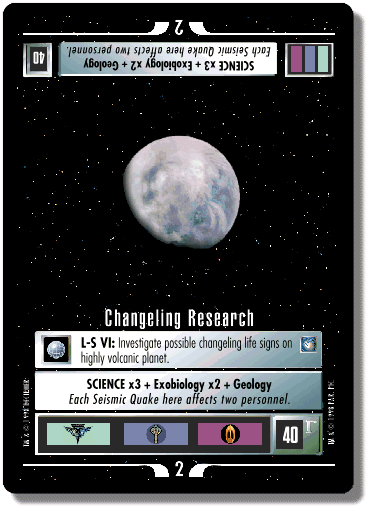 2
SCIENCE x3 + Exobiology x2 + Geology
Each Seismic Quake here affects two personnel.
40
Changeling Research
L-S VI: Investigate possible changeling life signs on
highly volcanic planet.
SCIENCE x3 + Exobiology x2 + Geology
Each Seismic Quake here affects two personnel.
40
2